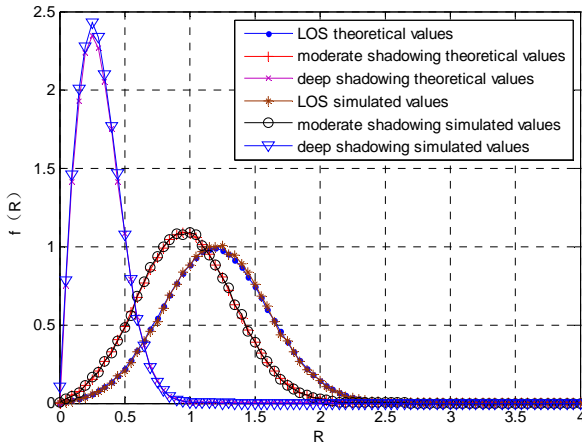 2.5
2
1.5
1
0.5
0
f (R)
LOS theoretical values
moderate shadowing theoretical values
deep shadowing theoretical values
LOS simulated values
moderate shadowing simulated values
deep shadowing simulated values
0 0.5 1 1.5 2 2.5 3 3.5 4
R